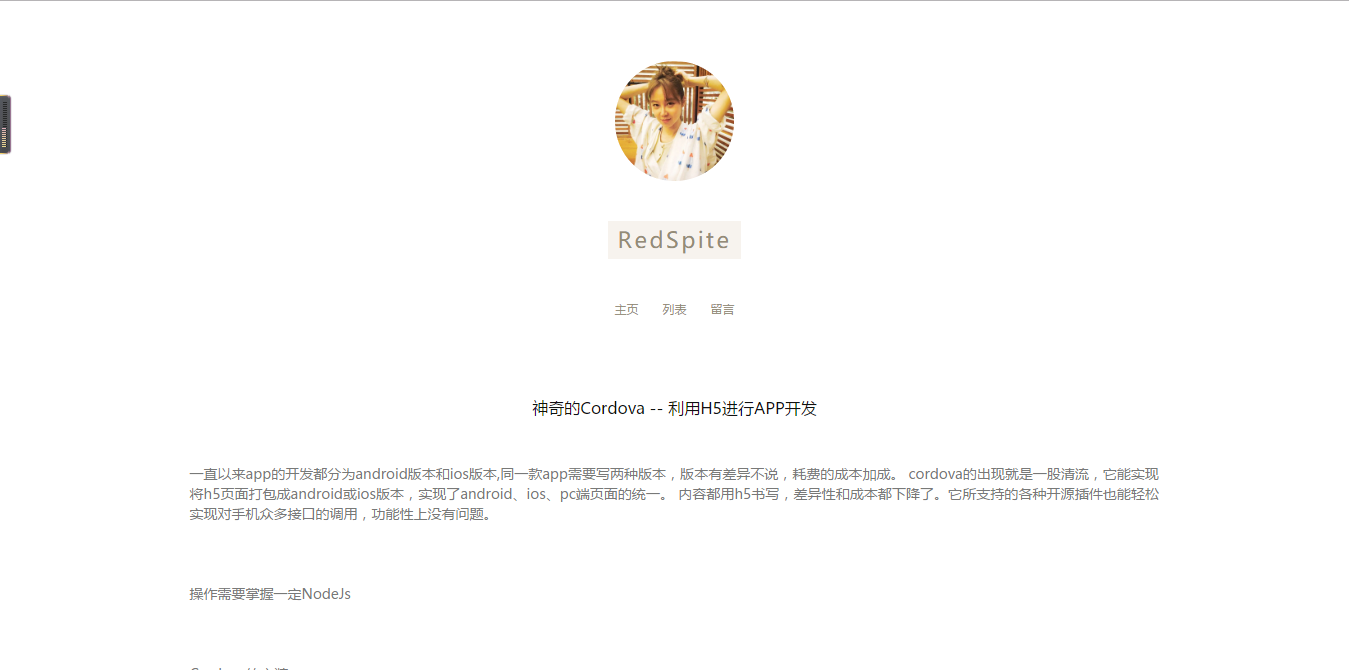 RedSpite
主页 列表 留言
神奇的Cordova -- 利用H5进行APP开发
一直以来app的开发都分为android版本和ios版本,同一款app需要写两种版本，版本有差异不说，耗费的成本加成。 cordova的出现就是一股清流，它能实现
将h5页面打包成android或ios版本，实现了android、ios、pc端页面的统一。 内容都用h5书写，差异性和成本都下降了。它所支持的各种开源插件也能轻松
实现对手机众多接口的调用，功能性上没有问题。
操作需要掌握一定NodeJs